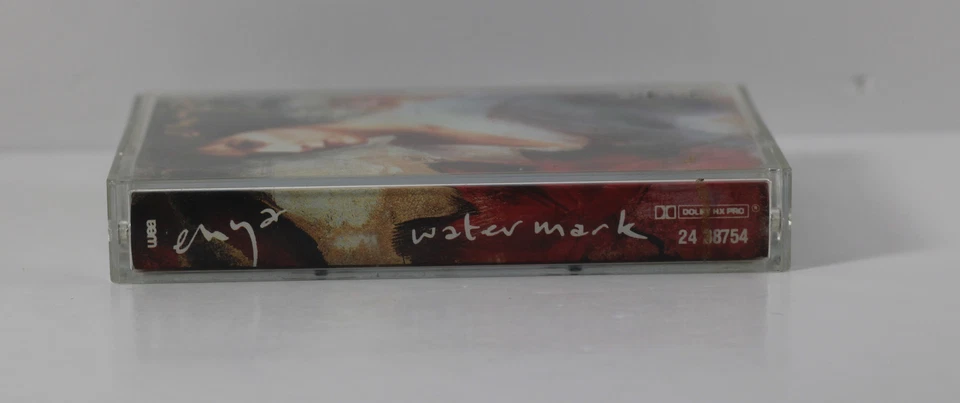 wea
enya
watermark
DOLBY HX PRO
24 38754